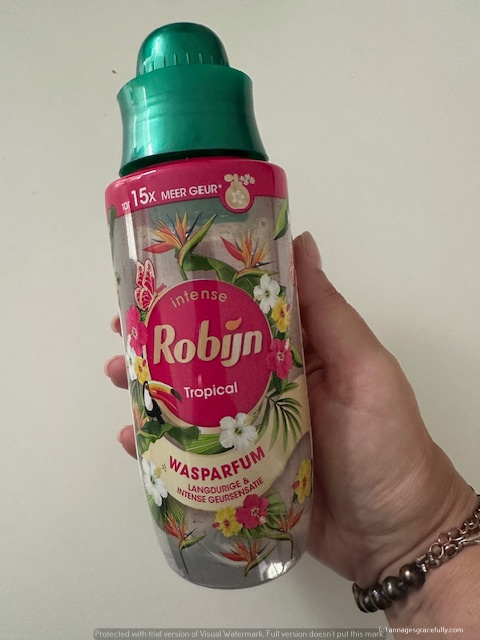 TOT 15X MEER GEUR*
intense
Robijn
Tropical
WASPARFUM
LANGDURIGE &
INTENSE GEURSENSATIE
Protected with trial version of Visual Watermark. Full version doesn't put this mark.
(c) annagesgracefully.com